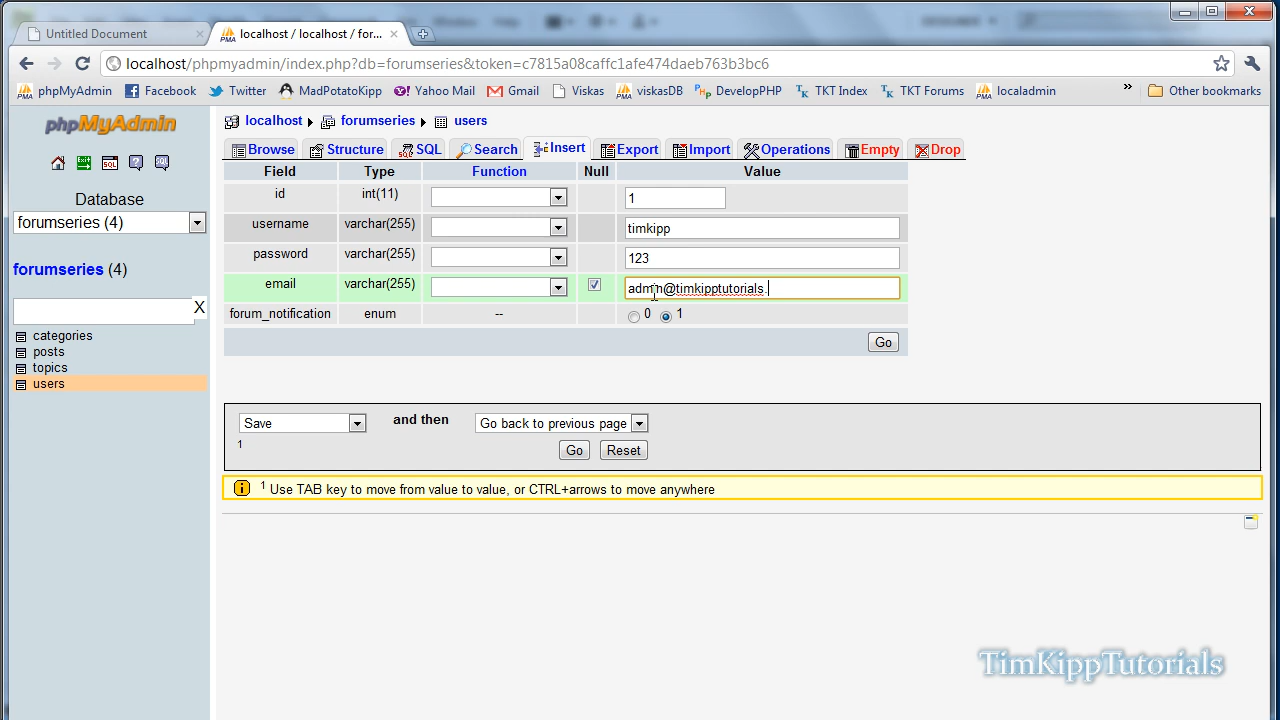 Untitled Document
localhost / localhost / for...
localhost/phpmyadmin/index.php?db=forumseries&token=c7815a08caffc1afe474daeb763b3bc6
phpMyAdmin Facebook Twitter MadPotatoKipp Yahoo Mail Gmail Viskas viskasDB DevelopPHP TKT Index TKT Forums localadmin » Other bookmarks
phpMyAdmin
localhost forumseries users
Browse Structure SQL Search Insert Export Import Operations Empty Drop
Field Type Function Null Value
id int(11) 1
username varchar(255) timkipp
password varchar(255) 123
email varchar(255) admin@timkipptutorials.
forum_notification enum -- 0 1
Go
Database
forumseries (4)
forumseries (4)
X
categories
posts
topics
users
Save and then Go back to previous page
1
Go Reset
1 Use TAB key to move from value to value, or CTRL+arrows to move anywhere
TimKippTutorials